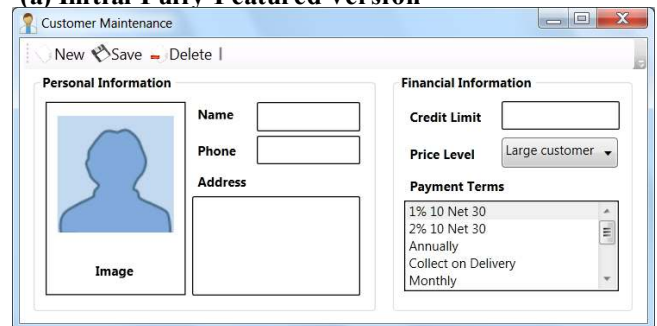 (a) Initial Fully-Featured Version
Customer Maintenance
New Save Delete
Personal Information
Name
Phone
Address
Image
Financial Information
Credit Limit
Price Level
Large customer
Payment Terms
1% 10 Net 30
2% 10 Net 30
Annually
Collect on Delivery
Monthly